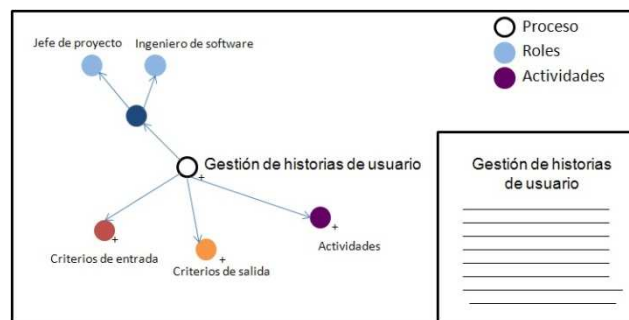 Jefe de proyecto
Ingeniero de software
Proceso
Roles
Actividades
Gestión de historias de usuario
+
+
Criterios de entrada
+
Criterios de salida
+
Actividades
Gestión de historias
de usuario